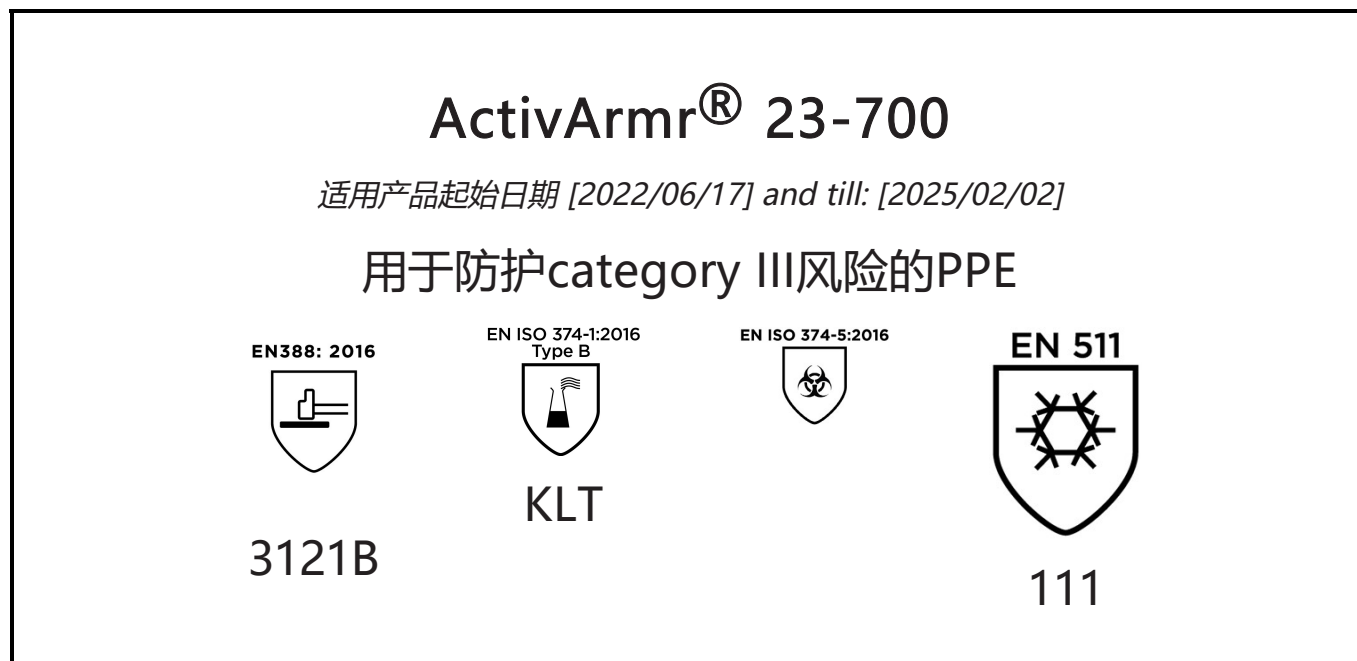 ActivArmr® 23-700
适用产品起始日期 [2022/06/17] and till: [2025/02/02]
用于防护category III风险的PPE
EN388: 2016
3121B
EN ISO 374-1:2016
Type B
KLT
EN ISO 374-5:2016
EN 511
111